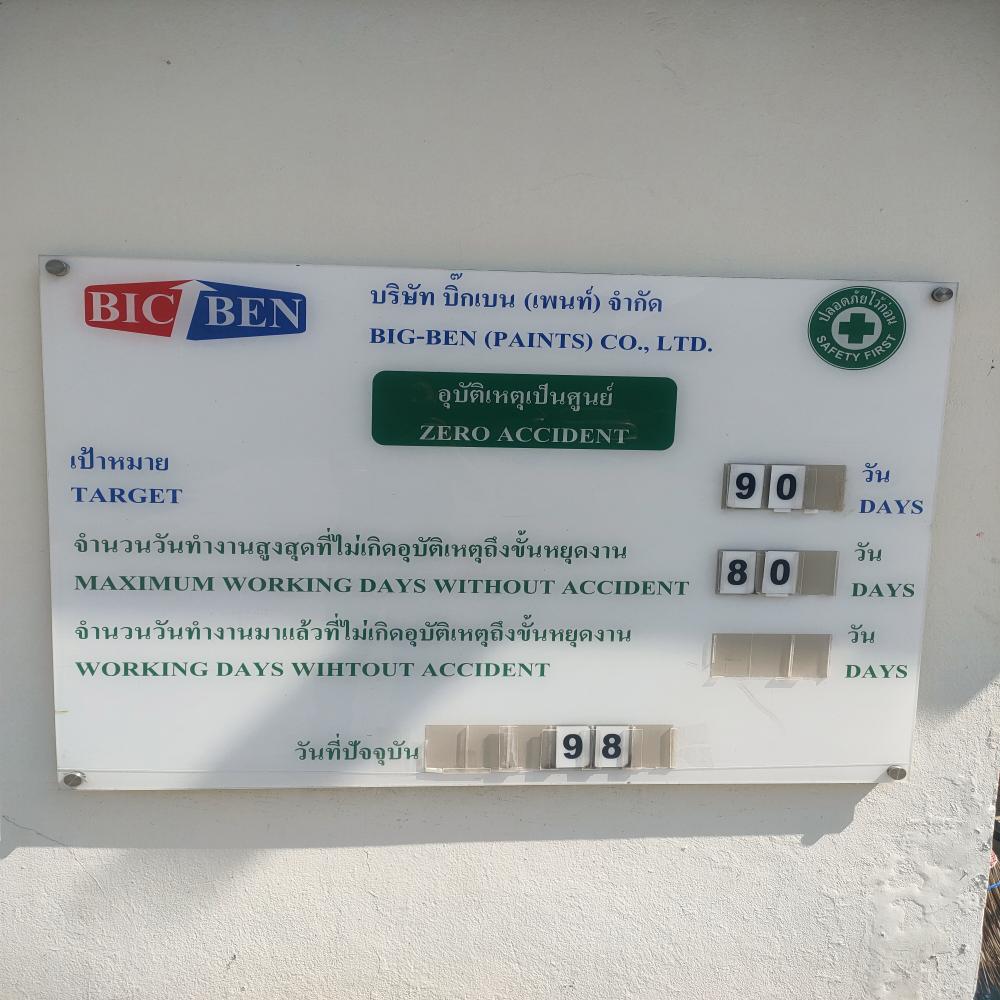 BIG BEN
บริษัท บิ๊กเบน (เพนท์) จำกัด
BIG-BEN (PAINTS) CO., LTD.
ปลอดภัยไว้ก่อน
SAFETY FIRST
อุบัติเหตุเป็นศูนย์
ZERO ACCIDENT
เป้าหมาย
TARGET
90
วัน
DAYS
จำนวนวันทำงานสูงสุดที่ไม่เกิดอุบัติเหตุถึงขั้นหยุดงาน
MAXIMUM WORKING DAYS WITHOUT ACCIDENT
80
วัน
DAYS
จำนวนวันทำงานมาแล้วที่ไม่เกิดอุบัติเหตุถึงขั้นหยุดงาน
WORKING DAYS WIHTOUT ACCIDENT
วัน
DAYS
วันที่ปัจจุบัน 98